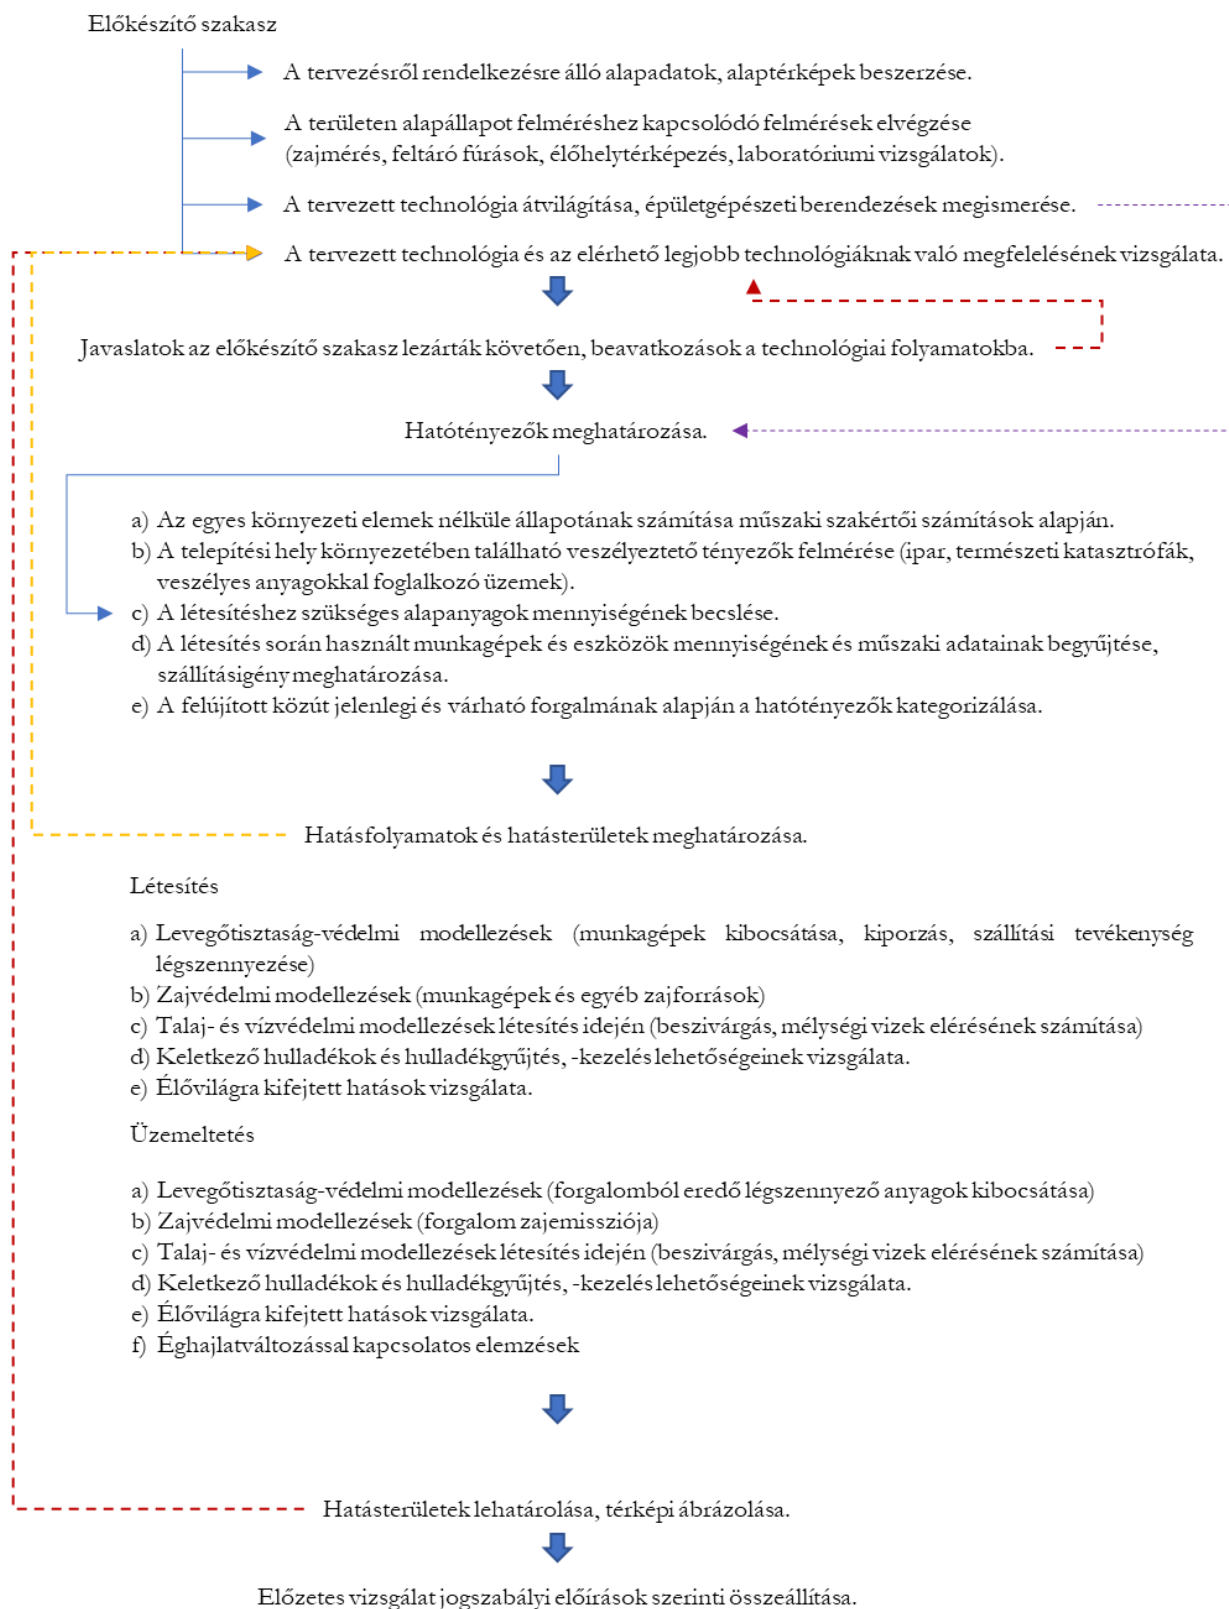 Előkészítő szakasz
A tervezésről rendelkezésre álló alapadatok, alaptérképek beszerzése.
A területen alapállapot felméréshez kapcsolódó felmérések elvégzése
(zajmérés, feltáró fúrások, élőhelytérképezés, laboratóriumi vizsgálatok).
A tervezett technológia átvilágítása, épületgépészeti berendezések megismerése.
A tervezett technológia és az elérhető legjobb technológiáknak való megfelelésének vizsgálata.
Javaslatok az előkészítő szakasz lezárták követően, beavatkozások a technológiai folyamatokba.
Hatótényezők meghatározása.
a) Az egyes környezeti elemek nélküle állapotának számítása műszaki szakértői számítások alapján.
b) A telepítési hely környezetében található veszélyeztető tényezők felmérése (ipar, természeti katasztrófák,
veszélyes anyagokkal foglalkozó üzemek).
c) A létesítéshez szükséges alapanyagok mennyiségének becslése.
d) A létesítés során használt munkagépek és eszközök mennyiségének és műszaki adatainak begyűjtése,
szállításigény meghatározása.
e) A felújított közút jelenlegi és várható forgalmának alapján a hatótényezők kategorizálása.
Hatásfolyamatok és hatásterületek meghatározása.
Létesítés
a) Levegőtisztaság-védelmi modellezések (munkagépek kibocsátása, kiporzás, szállítási tevékenység
légszennyezése)
b) Zajvédelmi modellezések (munkagépek és egyéb zajforrások)
c) Talaj- és vízvédelmi modellezések létesítés idején (beszivárgás, mélységi vizek elérésének számítása)
d) Keletkező hulladékok és hulladékgyűjtés, -kezelés lehetőségeinek vizsgálata.
e) Élővilágra kifejtett hatások vizsgálata.
Üzemeltetés
a) Levegőtisztaság-védelmi modellezések (forgalomból eredő légszennyező anyagok kibocsátása)
b) Zajvédelmi modellezések (forgalom zajemissziója)
c) Talaj- és vízvédelmi modellezések létesítés idején (beszivárgás, mélységi vizek elérésének számítása)
d) Keletkező hulladékok és hulladékgyűjtés, -kezelés lehetőségeinek vizsgálata.
e) Élővilágra kifejtett hatások vizsgálata.
f) Éghajlatváltozással kapcsolatos elemzések
Hatásterületek lehatárolása, térképi ábrázolása.
Előzetes vizsgálat jogszabályi előírások szerinti összeállítása.